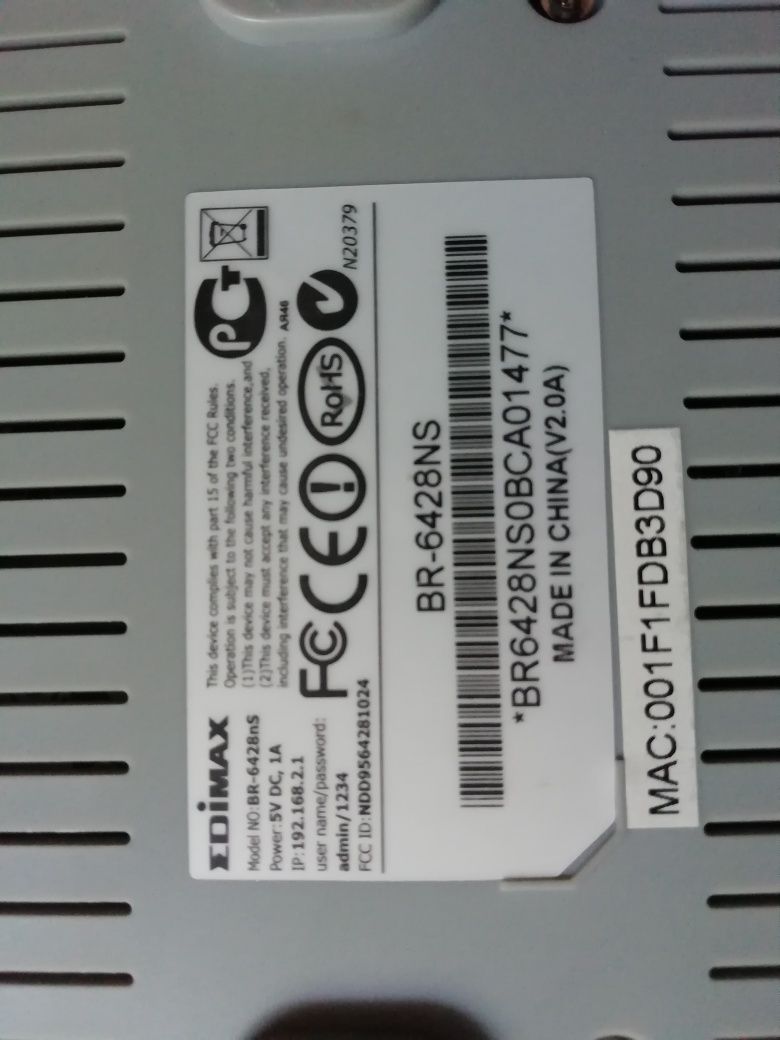 EDiMAX
Model NO:BR-6428nS
Power:5V DC, 1A
IP:192.168.2.1
user name/password:
admin/1234
FCC ID:NDD9564281024
This device complies with part 15 of the FCC Rules.
Operation is subject to the following two conditions.
(1)This device may not cause harmful interference,and
(2)This device must accept any interference received,
including interference that may cause undesired operation.
AR46
PCT
FC CE
RoHS
N20379
BR-6428NS
*BR6428NS0BCA01477*
MADE IN CHINA(V2.0A)
MAC:001F1FDB3D90